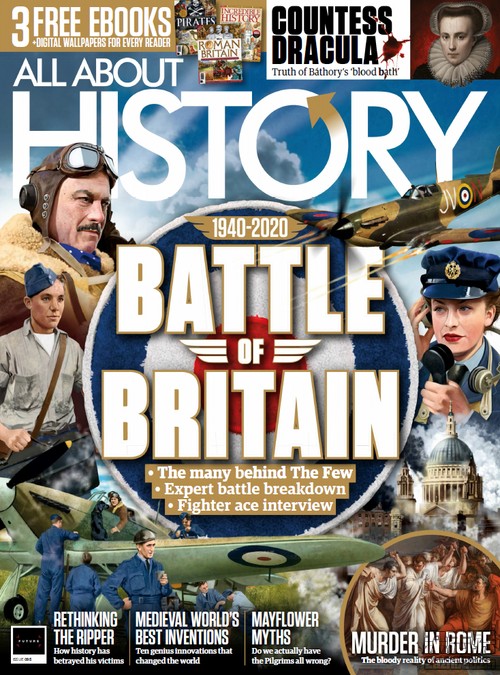 3 FREE EBOOKS
+DIGITAL WALLPAPERS FOR EVERY READER
PIRATES
INCREDIBLE
HISTORY
ROMAN
BRITAIN
COUNTESS
DRACULA
Truth of Báthory's 'blood bath'
ALL ABOUT
HISTORY
JV
1940-2020
BATTLE
OF
BRITAIN
• The many behind The Few
• Expert battle breakdown
• Fighter ace interview
FUTURE
RETHINKING
THE RIPPER
How history has
betrayed his victims
MEDIEVAL WORLD'S
BEST INVENTIONS
Ten genius innovations that
changed the world
MAYFLOWER
MYTHS
Do we actually have
the Pilgrims all wrong?
MURDER IN ROME
The bloody reality of ancient politics